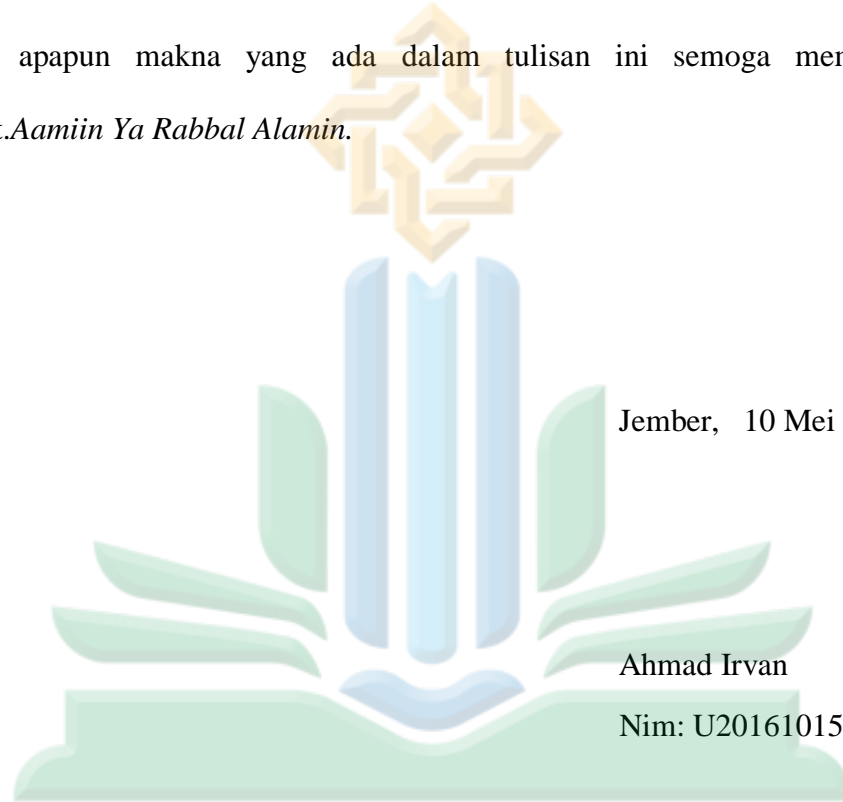 apapun makna yang ada dalam tulisan ini semoga
.Aamiin Ya Rabbal Alamin.
Jember, 10 Mei
Ahmad Irvan
Nim: U20161015